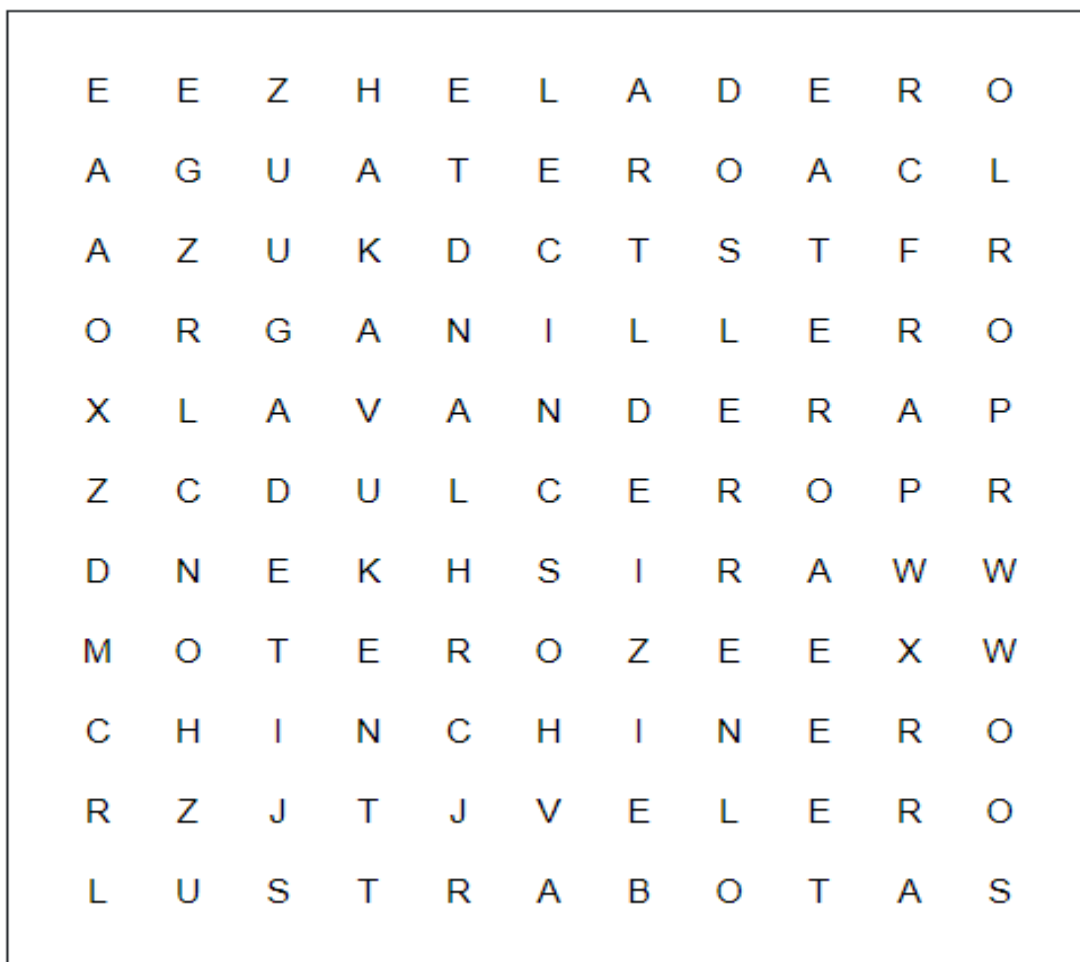 E E Z H E L A D E R O
A G U A T E R O A C L
A Z U K D C T S T F R
O R G A N I L L E R O
X L A V A N D E R A P
Z C D U L C E R O P R
D N E K H S I R A W W
M O T E R O Z E E X W
C H I N C H I N E R O
R Z J T J V E L E R O
L U S T R A B O T A S